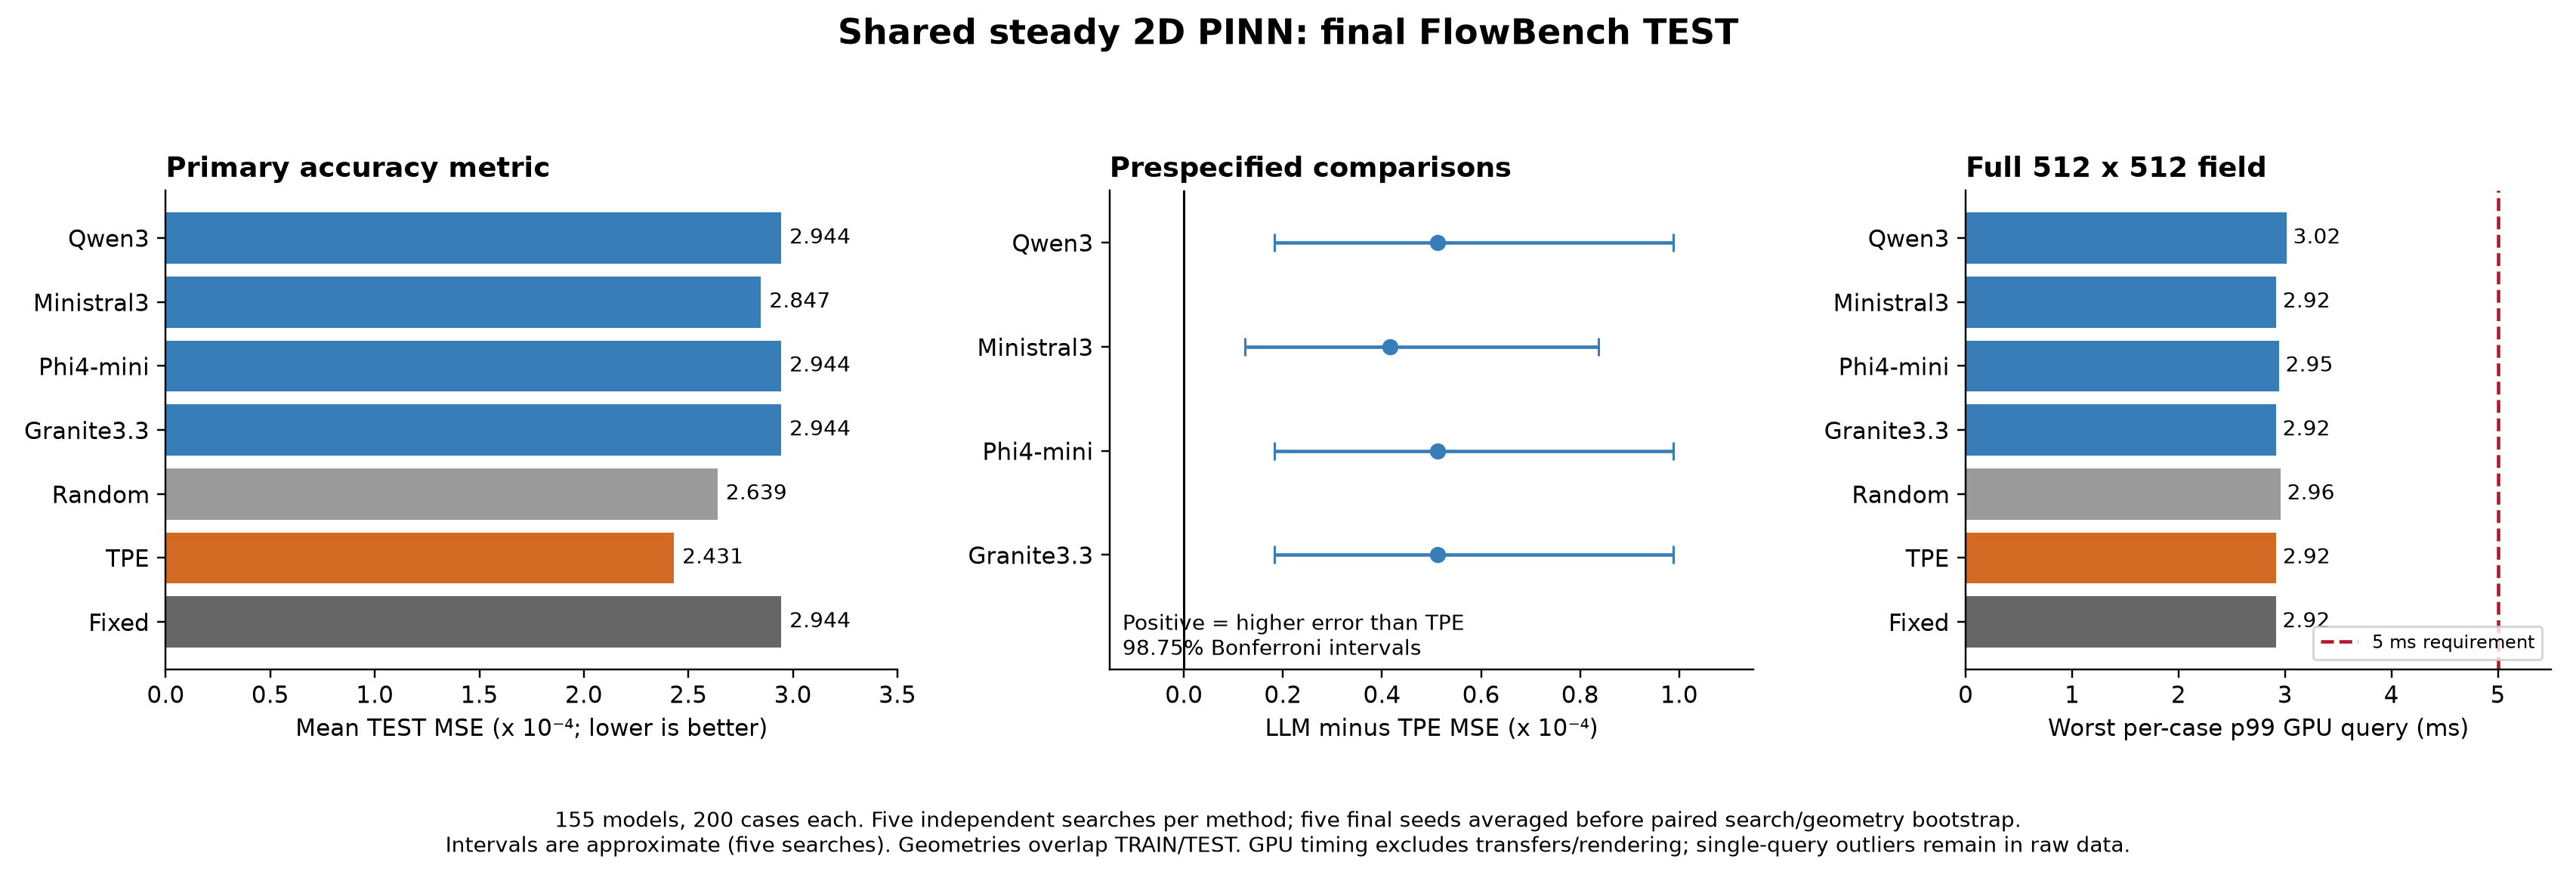 Shared steady 2D PINN: final FlowBench TEST
Primary accuracy metric
Qwen3
2.944
Ministral3
2.847
Phi4-mini
2.944
Granite3.3
2.944
Random
2.639
TPE
2.431
Fixed
2.944
0.0 0.5 1.0 1.5 2.0 2.5 3.0 3.5
Mean TEST MSE (x 10⁻⁴; lower is better)
Prespecified comparisons
Qwen3
Ministral3
Phi4-mini
Granite3.3
Positive = higher error than TPE
98.75% Bonferroni intervals
0.0 0.2 0.4 0.6 0.8 1.0
LLM minus TPE MSE (x 10⁻⁴)
Full 512 x 512 field
Qwen3
3.02
Ministral3
2.92
Phi4-mini
2.95
Granite3.3
2.92
Random
2.96
TPE
2.92
Fixed
2.92
5 ms requirement
0 1 2 3 4 5
Worst per-case p99 GPU query (ms)
155 models, 200 cases each. Five independent searches per method; five final seeds averaged before paired search/geometry bootstrap.
Intervals are approximate (five searches). Geometries overlap TRAIN/TEST. GPU timing excludes transfers/rendering; single-query outliers remain in raw data.